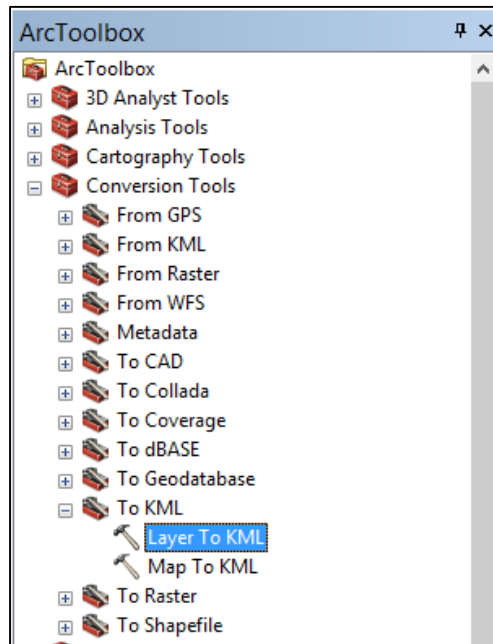 ArcToolbox
ArcToolbox
3D Analyst Tools
Analysis Tools
Cartography Tools
Conversion Tools
From GPS
From KML
From Raster
From WFS
Metadata
To CAD
To Collada
To Coverage
To dBASE
To Geodatabase
To KML
Layer To KML
Map To KML
To Raster
To Shapefile